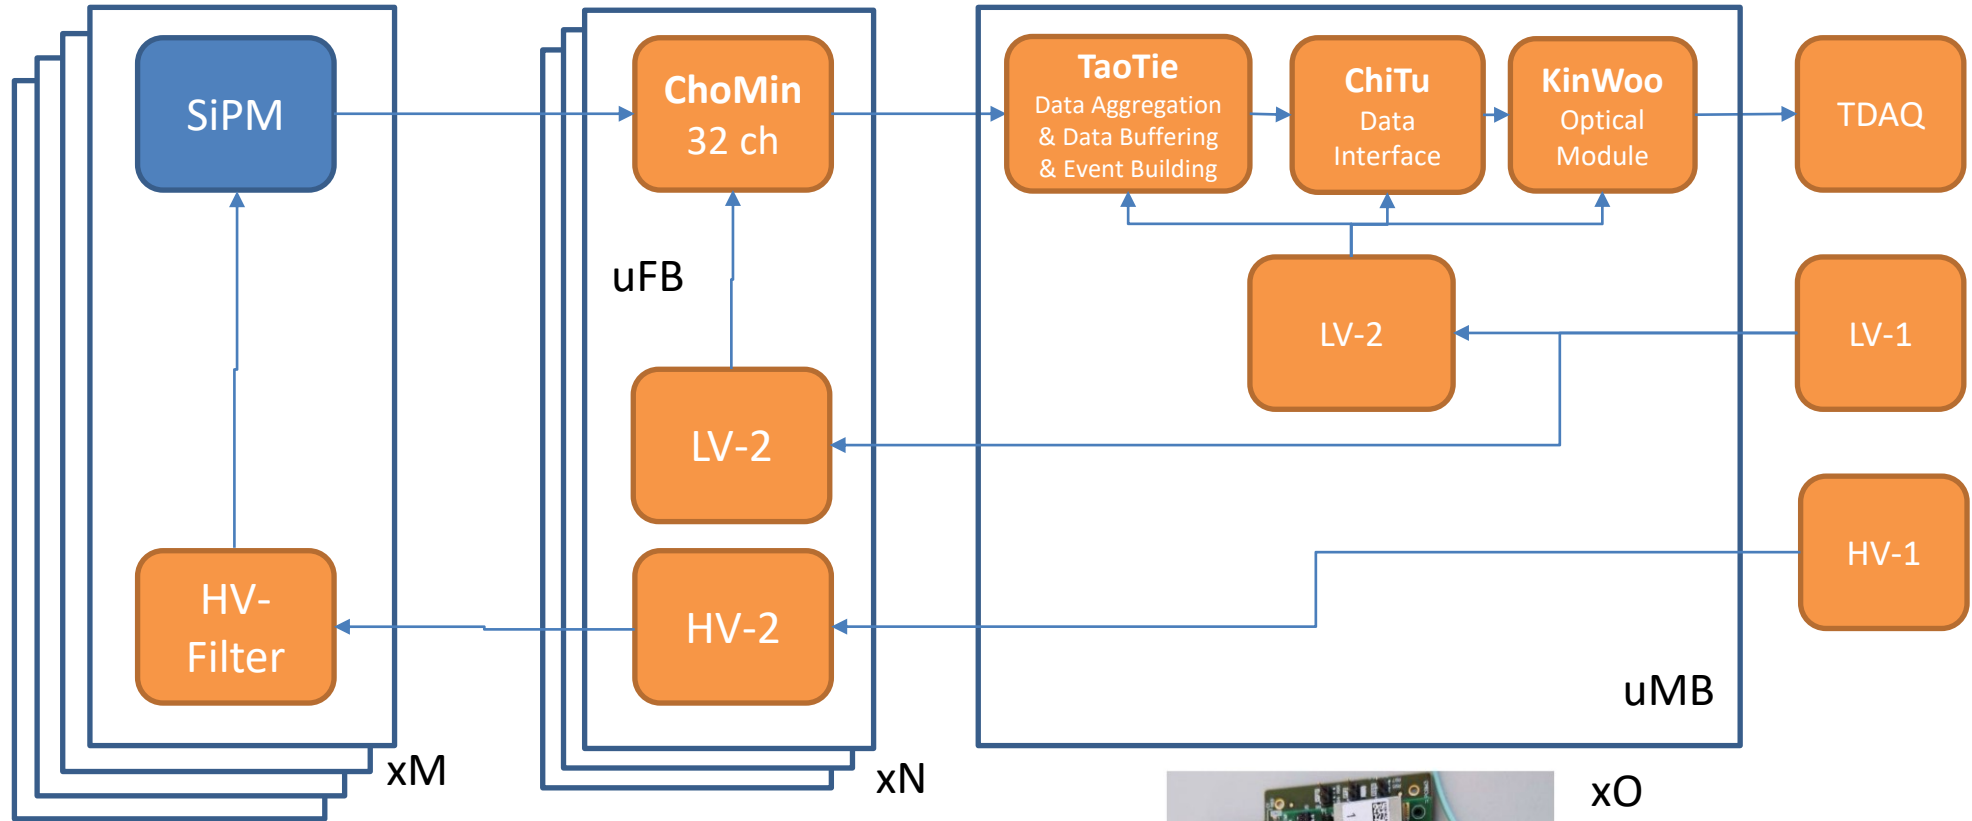 SiPM
HV-
Filter
xM
ChoMin
32 ch
uFB
LV-2
HV-2
xN
TaoTie
Data Aggregation
& Data Buffering
& Event Building
ChiTu
Data
Interface
KinWoo
Optical
Module
LV-2
uMB
xO
TDAQ
LV-1
HV-1
1